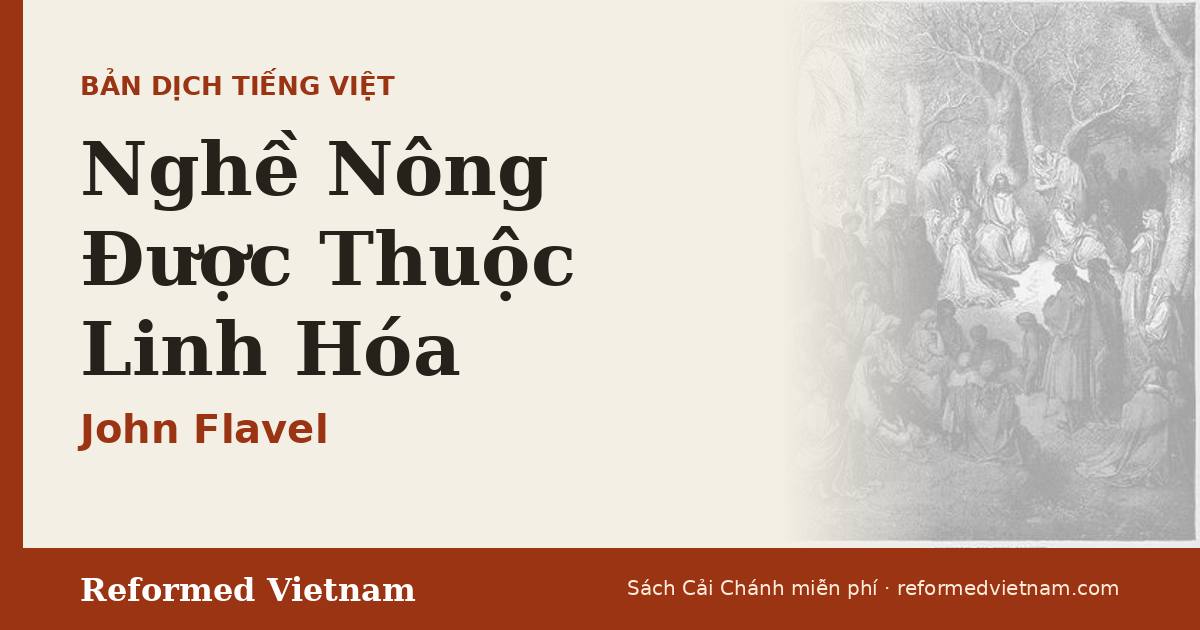 BẢN DỊCH TIẾNG VIỆT
Nghề Nông
Được Thuộc
Linh Hóa
John Flavel
Reformed Vietnam
Sách Cải Chánh miễn phí · reformedvietnam.com